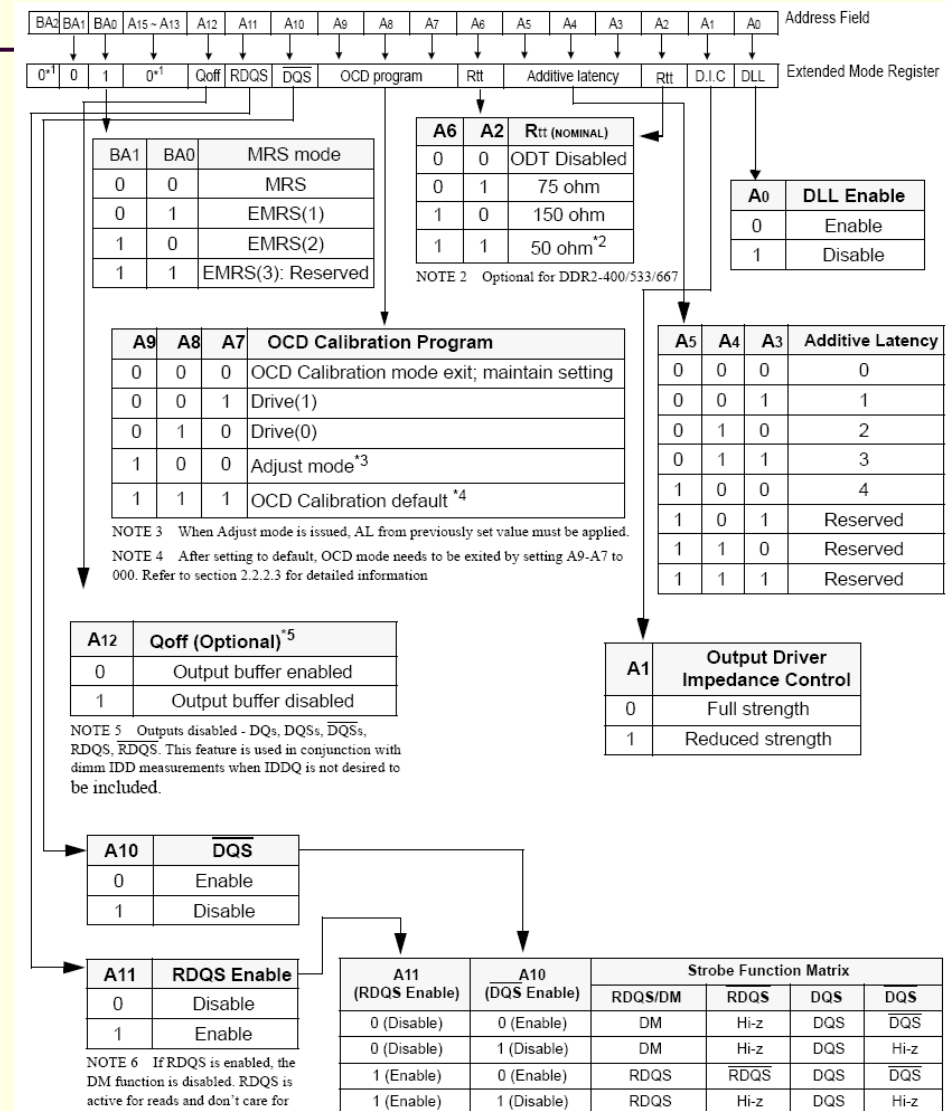 BA2 BA1 BA0 A15 ~ A13 A12 A11 A10 A9 A8 A7 A6 A5 A4 A3 A2 A1 A0 Address Field
0*1 0 1 0*1 Qoff RDQS DQS OCD program Rtt Additive latency Rtt D.I.C DLL Extended Mode Register
BA1 BA0 MRS mode
0 0 MRS
0 1 EMRS(1)
1 0 EMRS(2)
1 1 EMRS(3): Reserved
A6 A2 Rtt (NOMINAL)
0 0 ODT Disabled
0 1 75 ohm
1 0 150 ohm
1 1 50 ohm*2
NOTE 2 Optional for DDR2-400/533/667
A0 DLL Enable
0 Enable
1 Disable
A9 A8 A7 OCD Calibration Program
0 0 0 OCD Calibration mode exit; maintain setting
0 0 1 Drive(1)
0 1 0 Drive(0)
1 0 0 Adjust mode*3
1 1 1 OCD Calibration default *4
NOTE 3 When Adjust mode is issued, AL from previously set value must be applied.
NOTE 4 After setting to default, OCD mode needs to be exited by setting A9-A7 to
000. Refer to section 2.2.2.3 for detailed information
A5 A4 A3 Additive Latency
0 0 0 0
0 0 1 1
0 1 0 2
0 1 1 3
1 0 0 4
1 0 1 Reserved
1 1 0 Reserved
1 1 1 Reserved
A12 Qoff (Optional)*5
0 Output buffer enabled
1 Output buffer disabled
NOTE 5 Outputs disabled - DQs, DQSs, DQSs,
RDQS, RDQS. This feature is used in conjunction with
dimm IDD measurements when IDDQ is not desired to
be included.
A1 Output Driver
Impedance Control
0 Full strength
1 Reduced strength
A10 DQS
0 Enable
1 Disable
A11 RDQS Enable
0 Disable
1 Enable
NOTE 6 If RDQS is enabled, the
DM function is disabled. RDQS is
active for reads and don't care for
A11 (RDQS Enable) A10 (DQS Enable) Strobe Function Matrix
RDQS/DM RDQS DQS DQS
0 (Disable) 0 (Enable) DM Hi-z DQS DQS
0 (Disable) 1 (Disable) DM Hi-z DQS Hi-z
1 (Enable) 0 (Enable) RDQS RDQS DQS DQS
1 (Enable) 1 (Disable) RDQS Hi-z DQS Hi-z